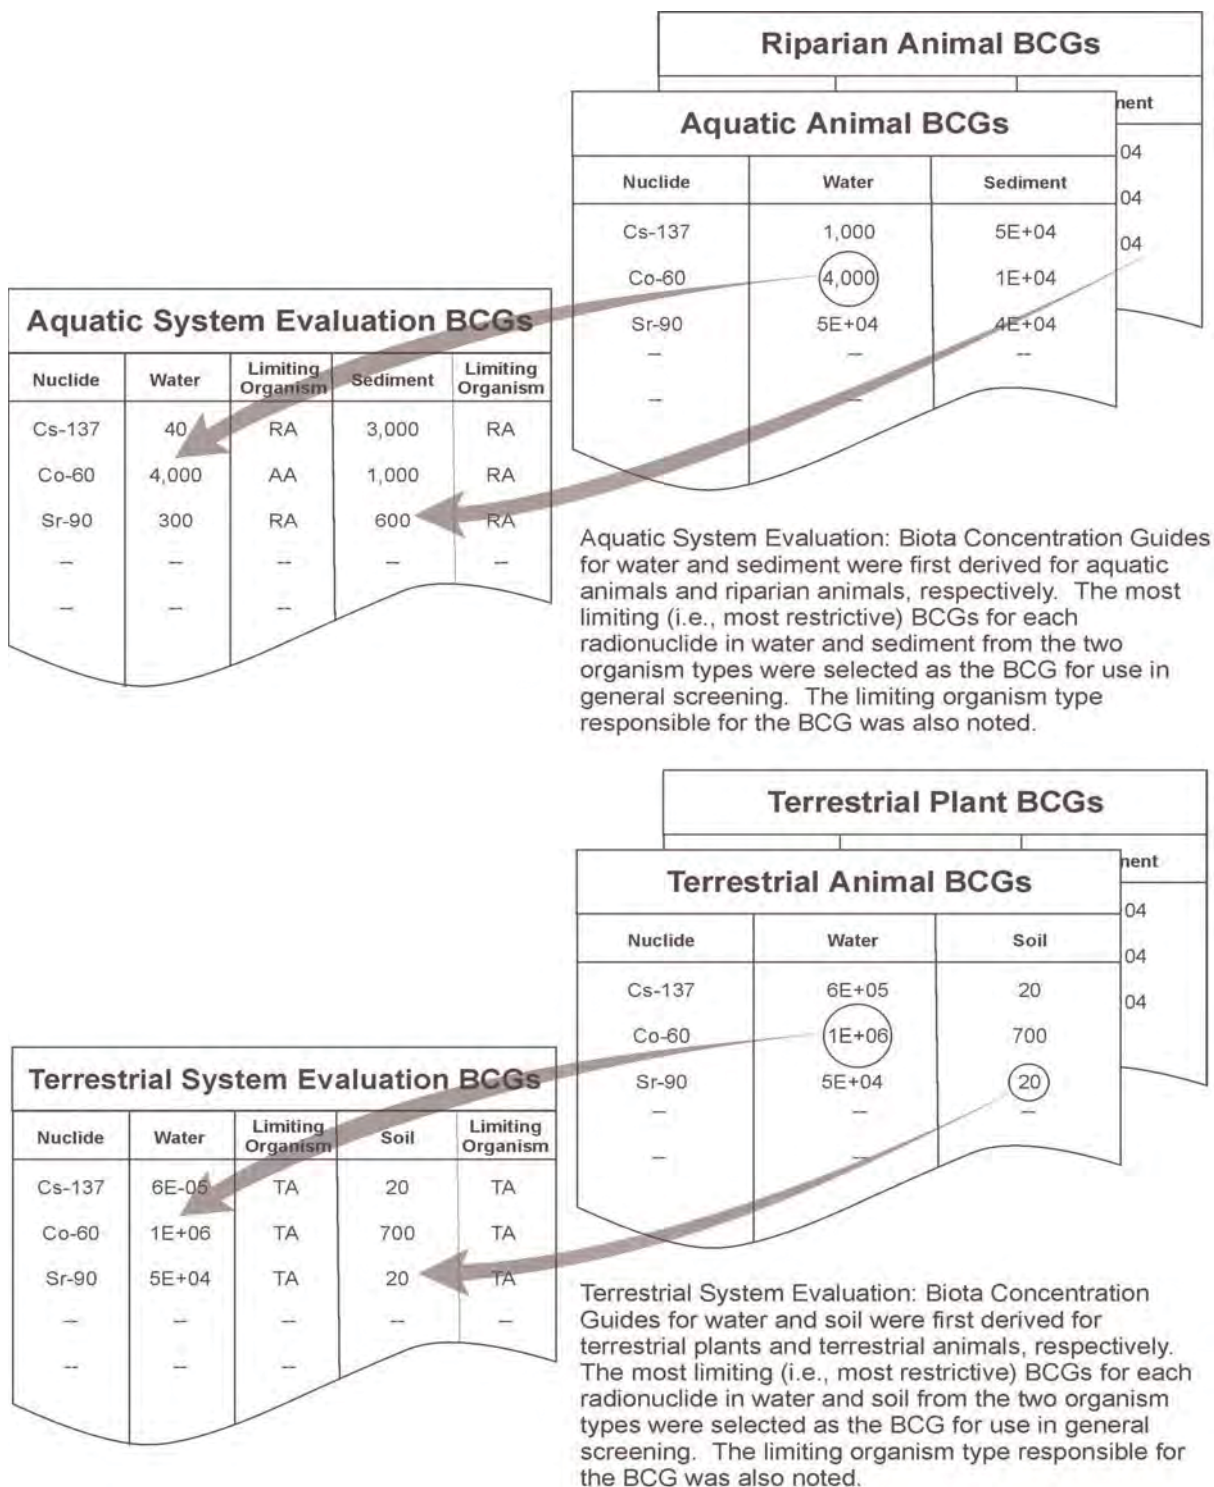 Riparian Animal BCGs
nent
04
04
04
Aquatic Animal BCGs
Nuclide Water Sediment
Cs-137 1,000 5E+04
Co-60 4,000 1E+04
Sr-90 5E+04 4E+04
-- --
-- --
Aquatic System Evaluation BCGs
Nuclide Water Limiting Organism Sediment Limiting Organism
Cs-137 40 RA 3,000 RA
Co-60 4,000 AA 1,000 RA
Sr-90 300 RA 600 RA
-- -- -- -- --
-- -- --
Aquatic System Evaluation: Biota Concentration Guides
for water and sediment were first derived for aquatic
animals and riparian animals, respectively. The most
limiting (i.e., most restrictive) BCGs for each
radionuclide in water and sediment from the two
organism types were selected as the BCG for use in
general screening. The limiting organism type
responsible for the BCG was also noted.
Terrestrial Plant BCGs
nent
04
04
04
Terrestrial Animal BCGs
Nuclide Water Soil
Cs-137 6E+05 20
Co-60 1E+06 700
Sr-90 5E+04 20
-- -- --
-- --
Terrestrial System Evaluation BCGs
Nuclide Water Limiting Organism Soil Limiting Organism
Cs-137 6E-05 TA 20 TA
Co-60 1E+06 TA 700 TA
Sr-90 5E+04 TA 20 TA
-- -- -- -- --
-- -- --
Terrestrial System Evaluation: Biota Concentration
Guides for water and soil were first derived for
terrestrial plants and terrestrial animals, respectively.
The most limiting (i.e., most restrictive) BCGs for each
radionuclide in water and soil from the two organism
types were selected as the BCG for use in general
screening. The limiting organism type responsible for
the BCG was also noted.